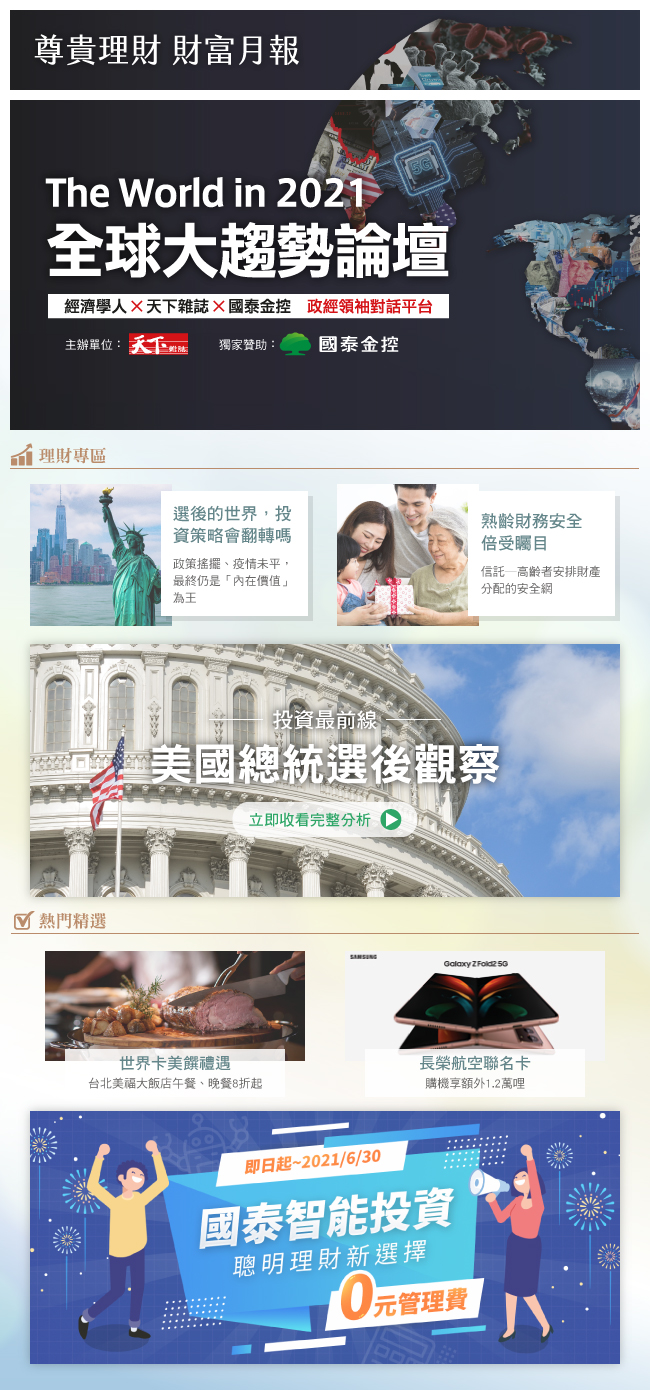 尊貴理財 財富月報
5G
The World in 2021
全球大趨勢論壇
經濟學人×天下雜誌×國泰金控 政經領袖對話平台
主辦單位： 天下雜誌 獨家贊助： 國泰金控
理財專區
選後的世界，投
資策略會翻轉嗎
政策搖擺、疫情未平，
最終仍是「內在價值」
為王
熟齡財務安全
倍受矚目
信託─高齡者安排財產
分配的安全網
投資最前線
美國總統選後觀察
立即收看完整分析
熱門精選
世界卡美饌禮遇
台北美福大飯店午餐、晚餐8折起
SAMSUNG
Galaxy Z Fold2 5G
長榮航空聯名卡
購機享額外1.2萬哩
即日起~2021/6/30
國泰智能投資
聰明理財新選擇
0元管理費